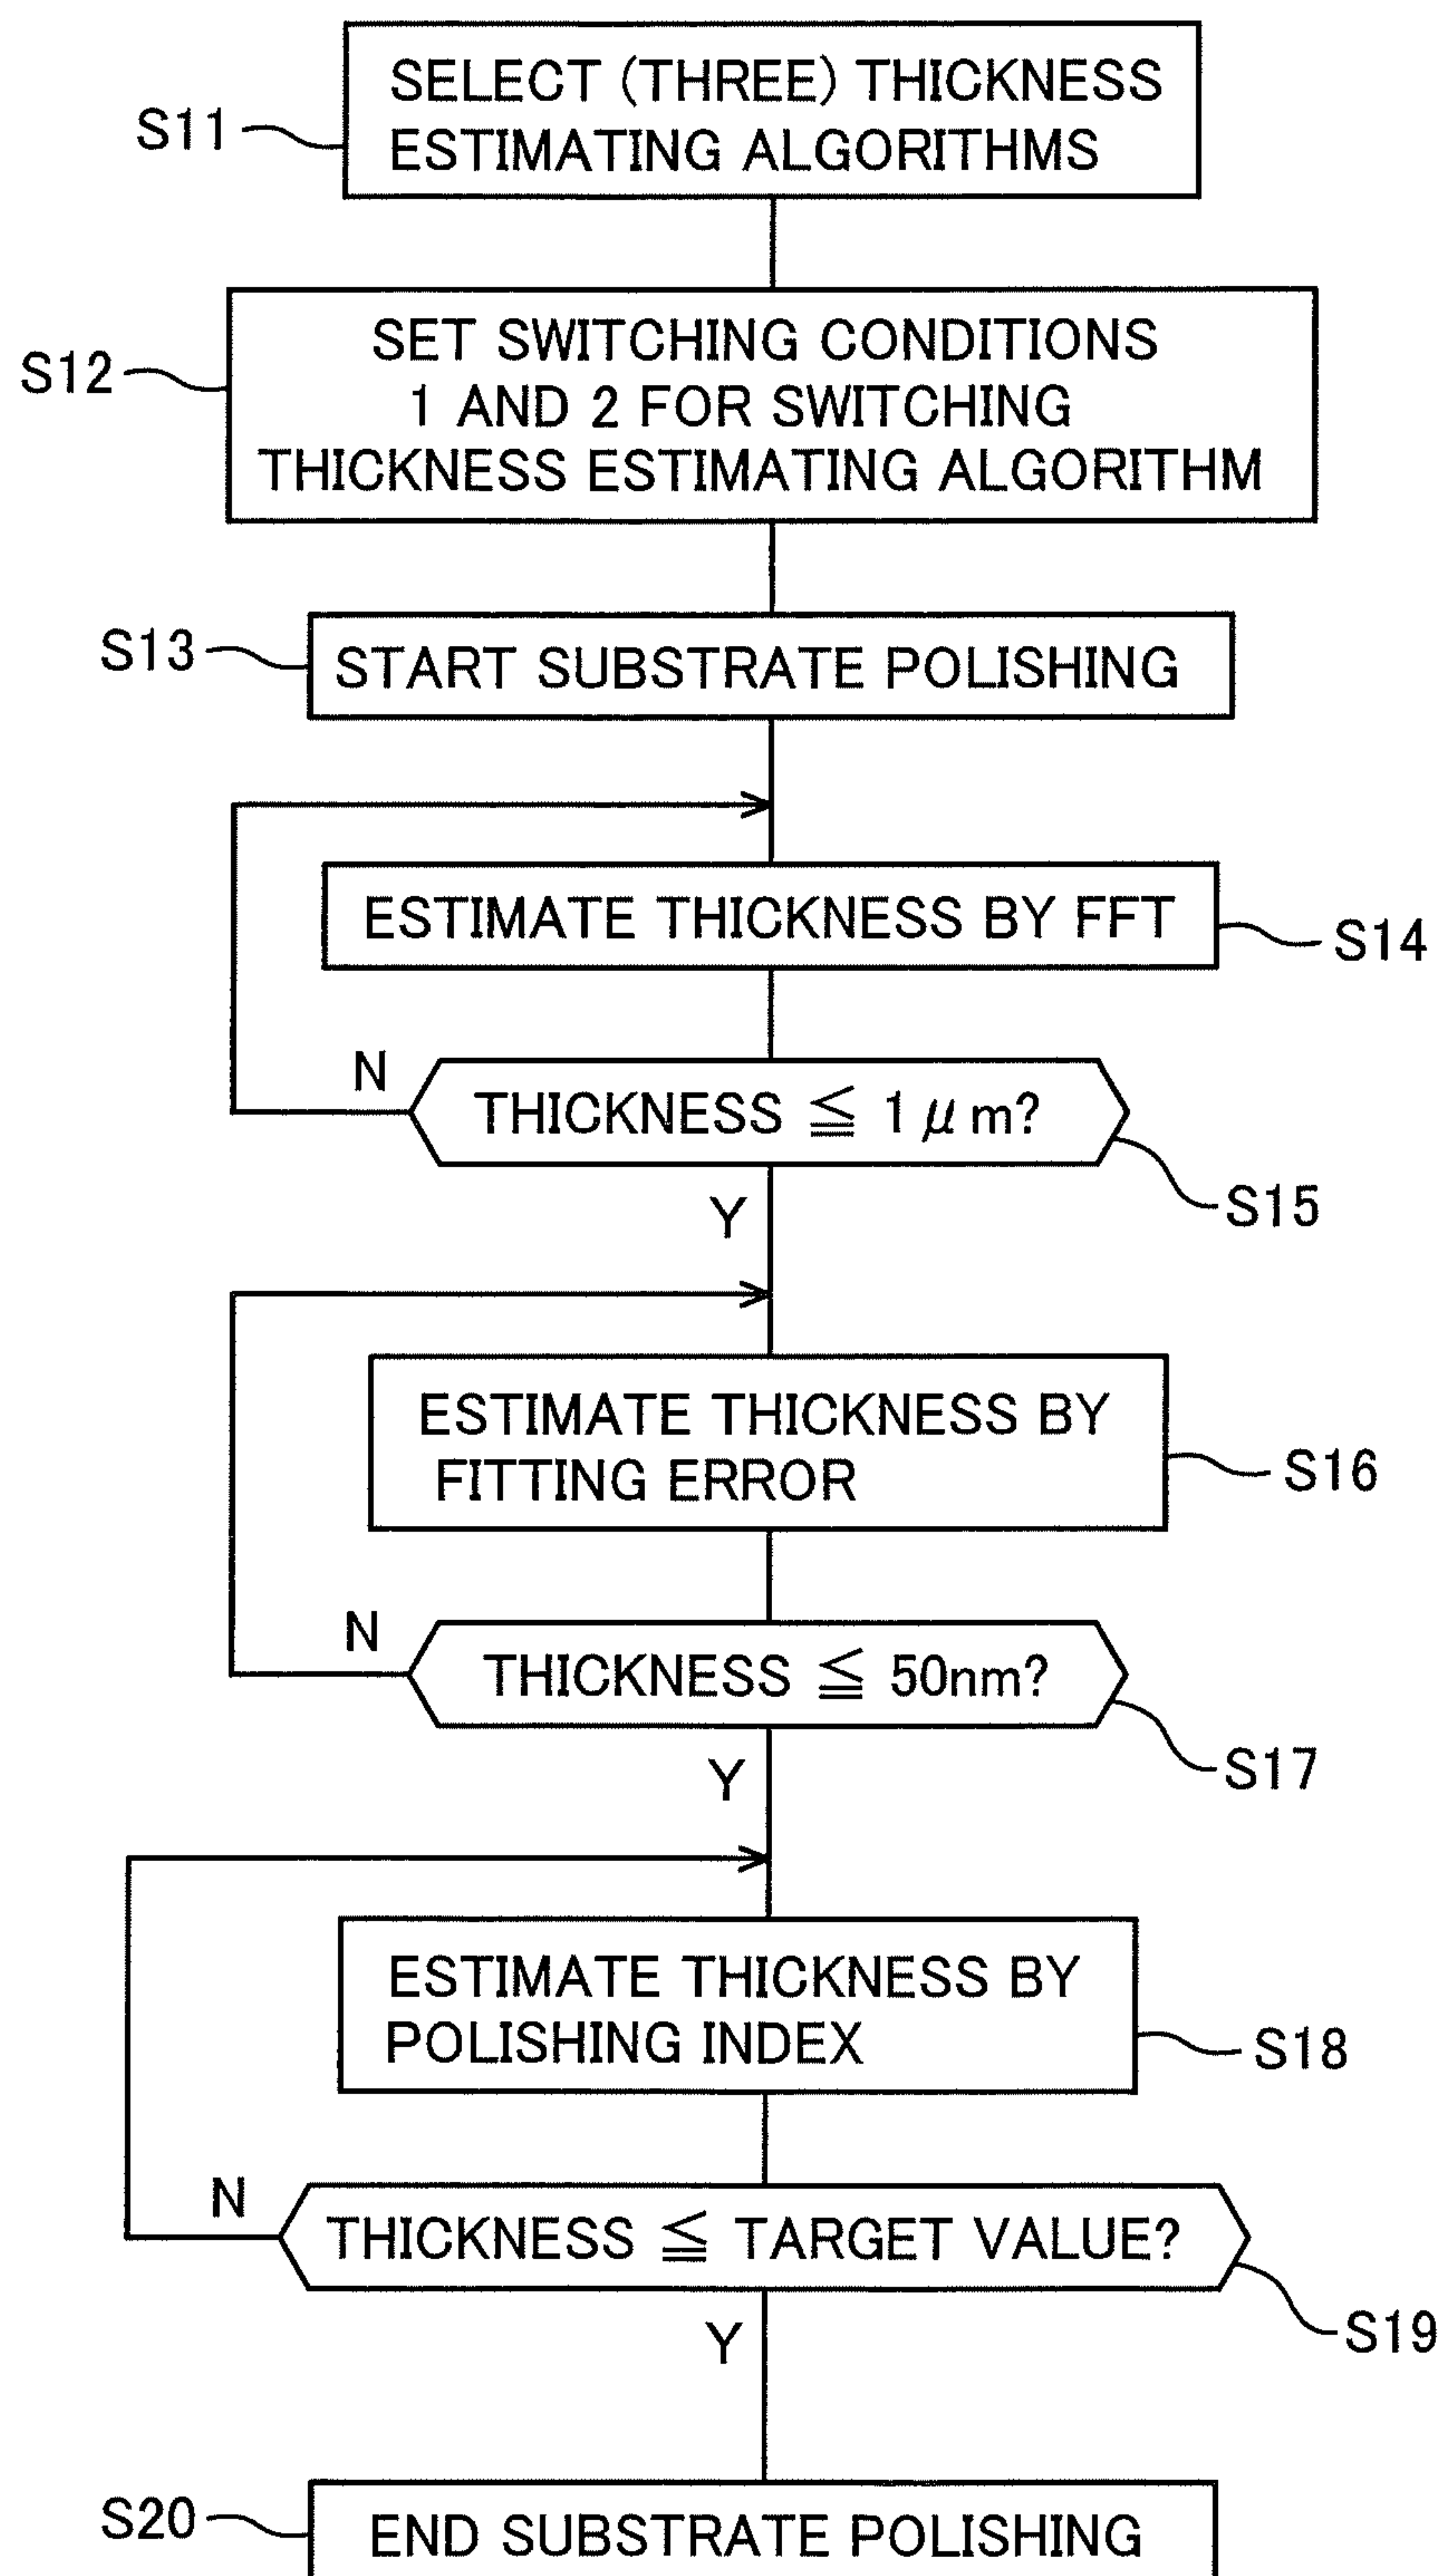 S11
SELECT (THREE) THICKNESS
ESTIMATING ALGORITHMS
S12
SET SWITCHING CONDITIONS
1 AND 2 FOR SWITCHING
THICKNESS ESTIMATING ALGORITHM
S13
START SUBSTRATE POLISHING
ESTIMATE THICKNESS BY FFT
S14
N
THICKNESS ≦ 1μm?
S15
Y
ESTIMATE THICKNESS BY
FITTING ERROR
S16
N
THICKNESS ≦ 50nm?
S17
Y
ESTIMATE THICKNESS BY
POLISHING INDEX
S18
N
THICKNESS ≦ TARGET VALUE?
S19
Y
S20
END SUBSTRATE POLISHING